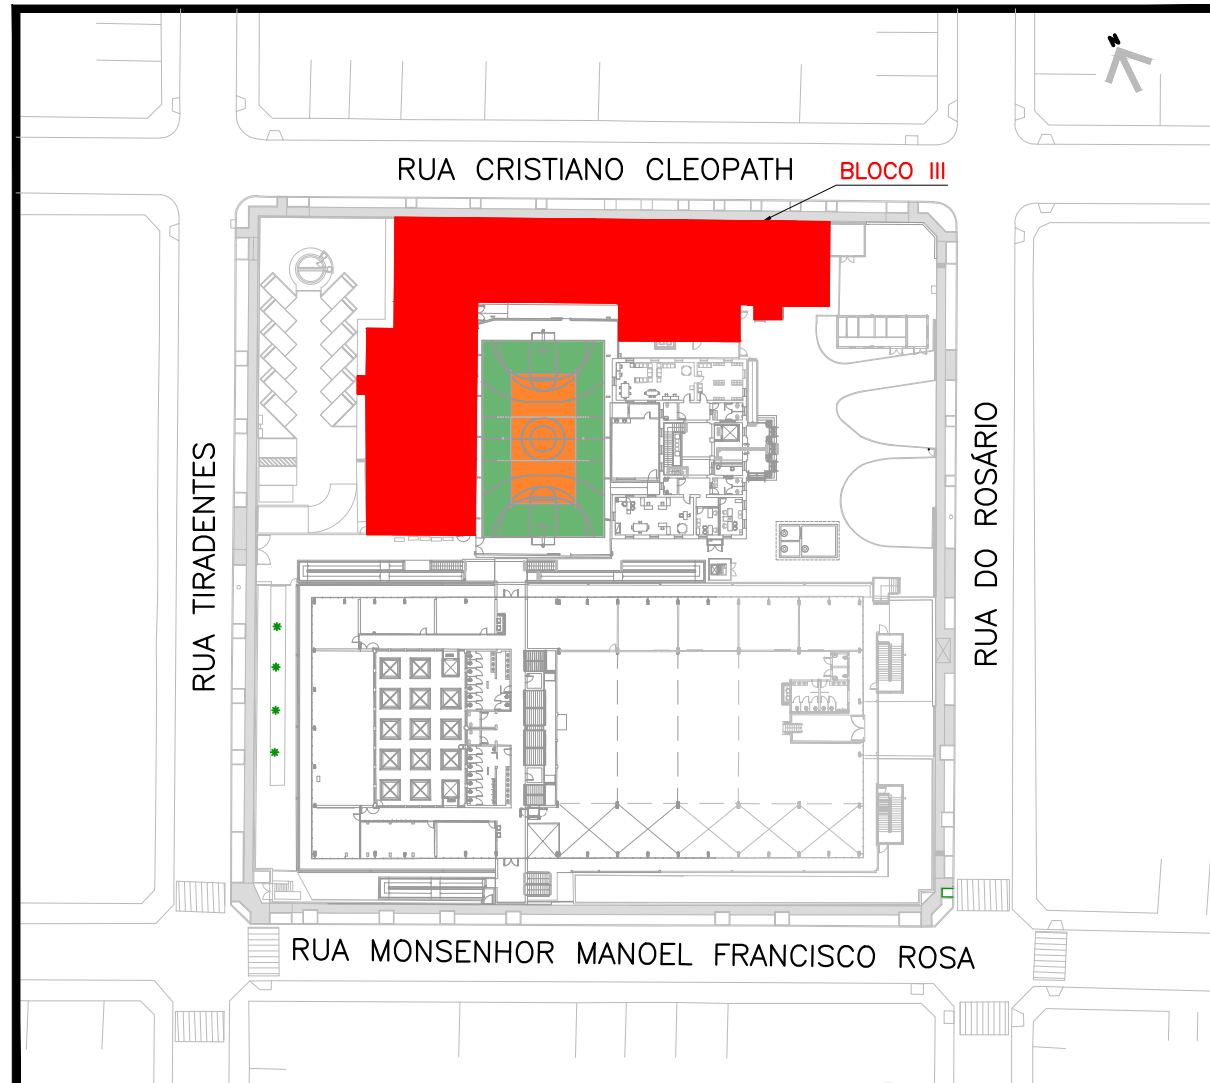 N
RUA CRISTIANO CLEOPATH
BLOCO III
RUA TIRADENTES
RUA DO ROSÁRIO
RUA MONSENHOR MANOEL FRANCISCO ROSA